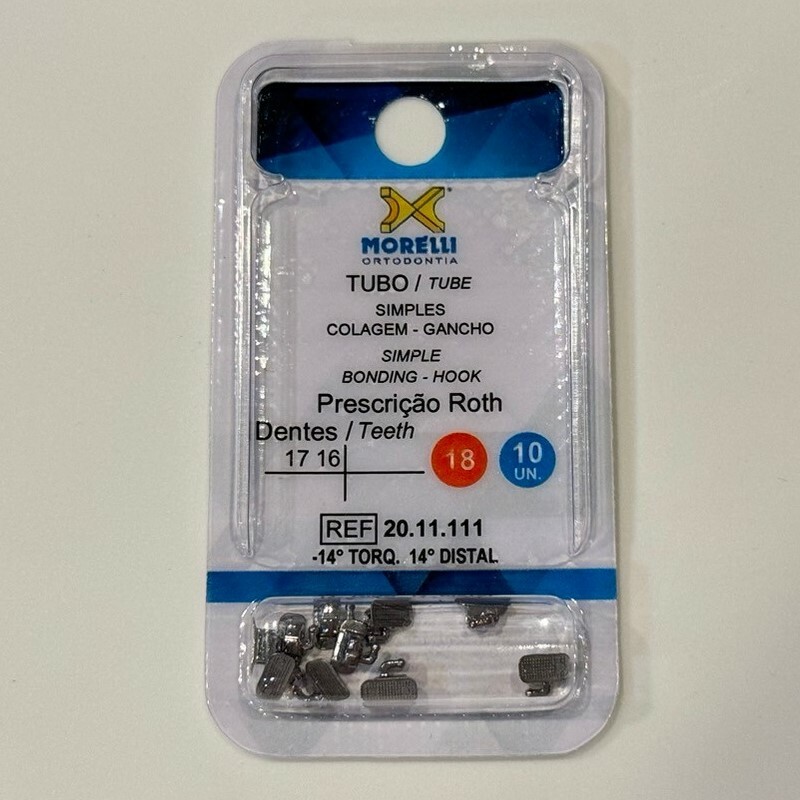 MORELLI
ORTODONTIA
TUBO / TUBE
SIMPLES
COLAGEM - GANCHO
SIMPLE
BONDING - HOOK
Prescrição Roth
Dentes / Teeth
17 16
18
10
UN.
REF 20.11.111
-14° TORQ. 14° DISTAL